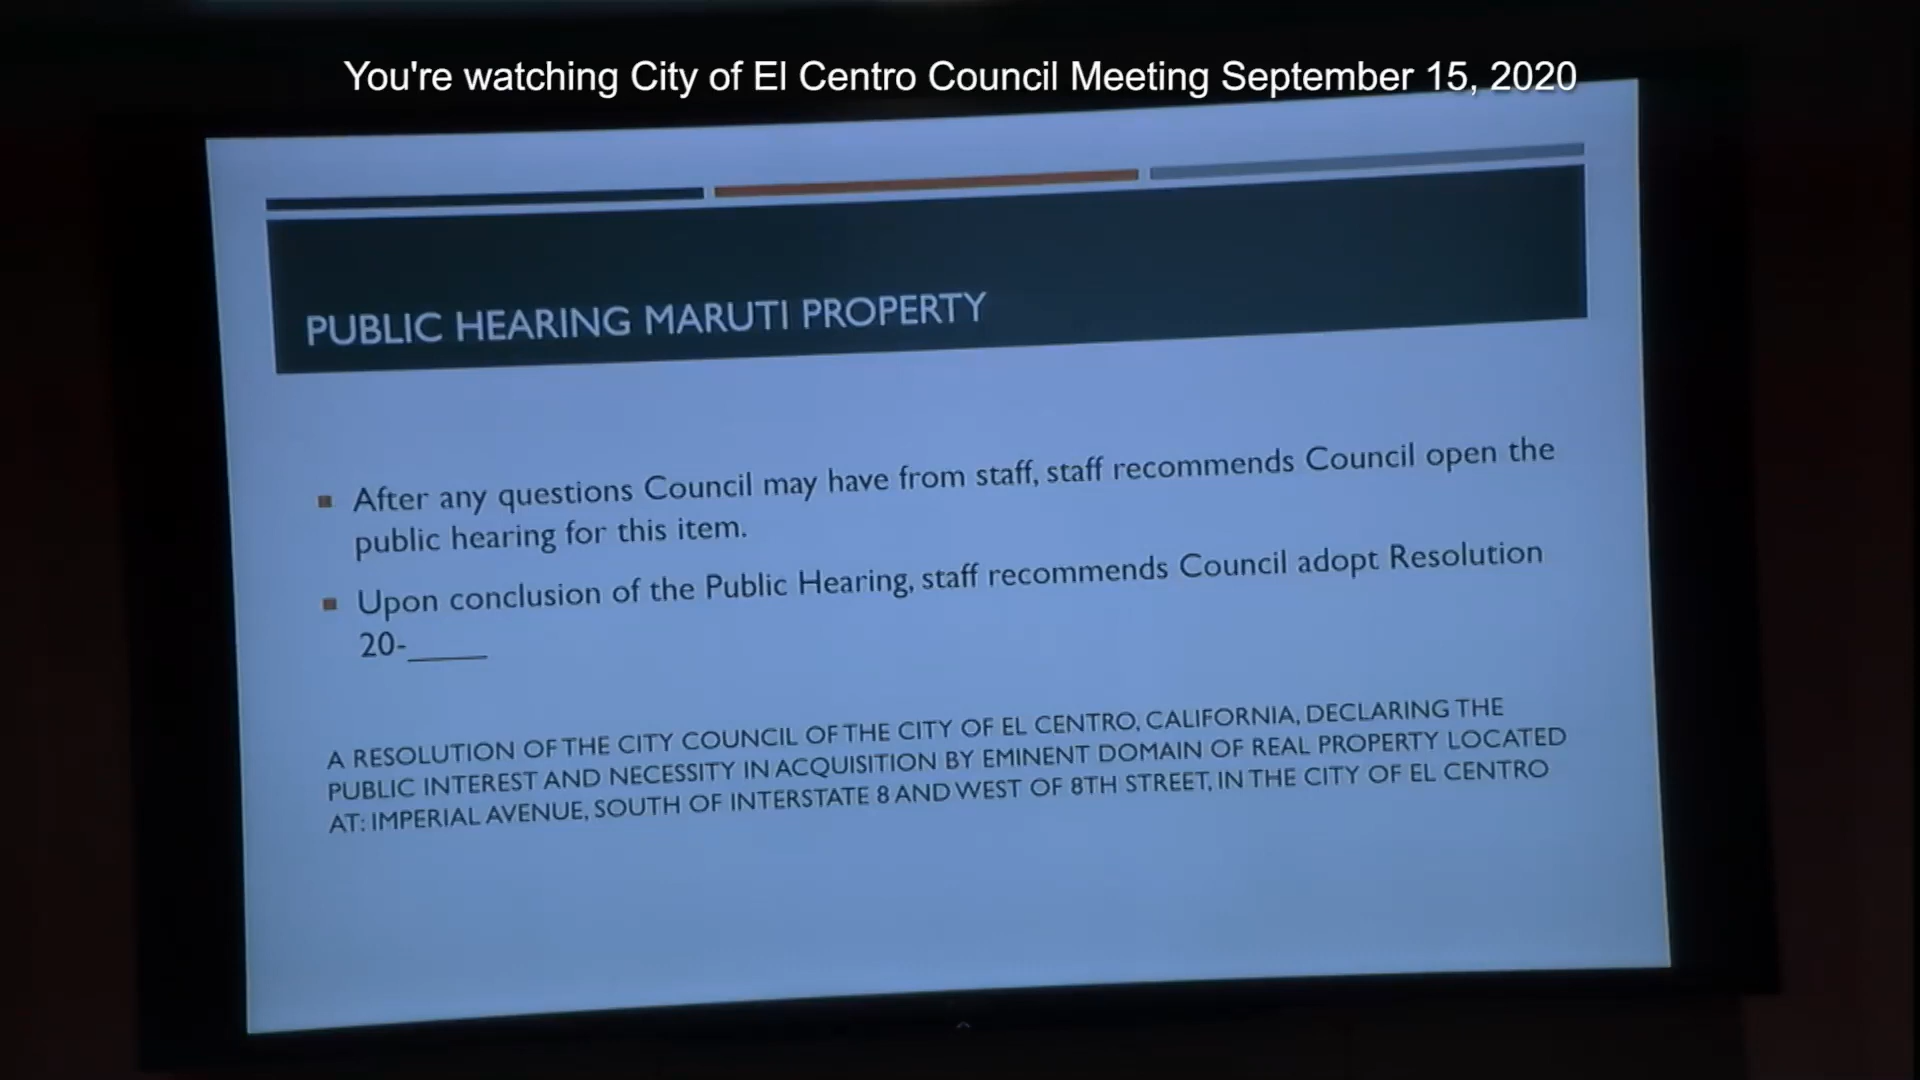 You're watching City of El Centro Council Meeting September 15, 2020
PUBLIC HEARING MARUTI PROPERTY
After any questions Council may have from staff, staff recommends Council open the
public hearing for this item.
Upon conclusion of the Public Hearing, staff recommends Council adopt Resolution
20-_____
A RESOLUTION OF THE CITY COUNCIL OF THE CITY OF EL CENTRO, CALIFORNIA, DECLARING THE
PUBLIC INTEREST AND NECESSITY IN ACQUISITION BY EMINENT DOMAIN OF REAL PROPERTY LOCATED
AT: IMPERIAL AVENUE, SOUTH OF INTERSTATE 8 AND WEST OF 8TH STREET, IN THE CITY OF EL CENTRO